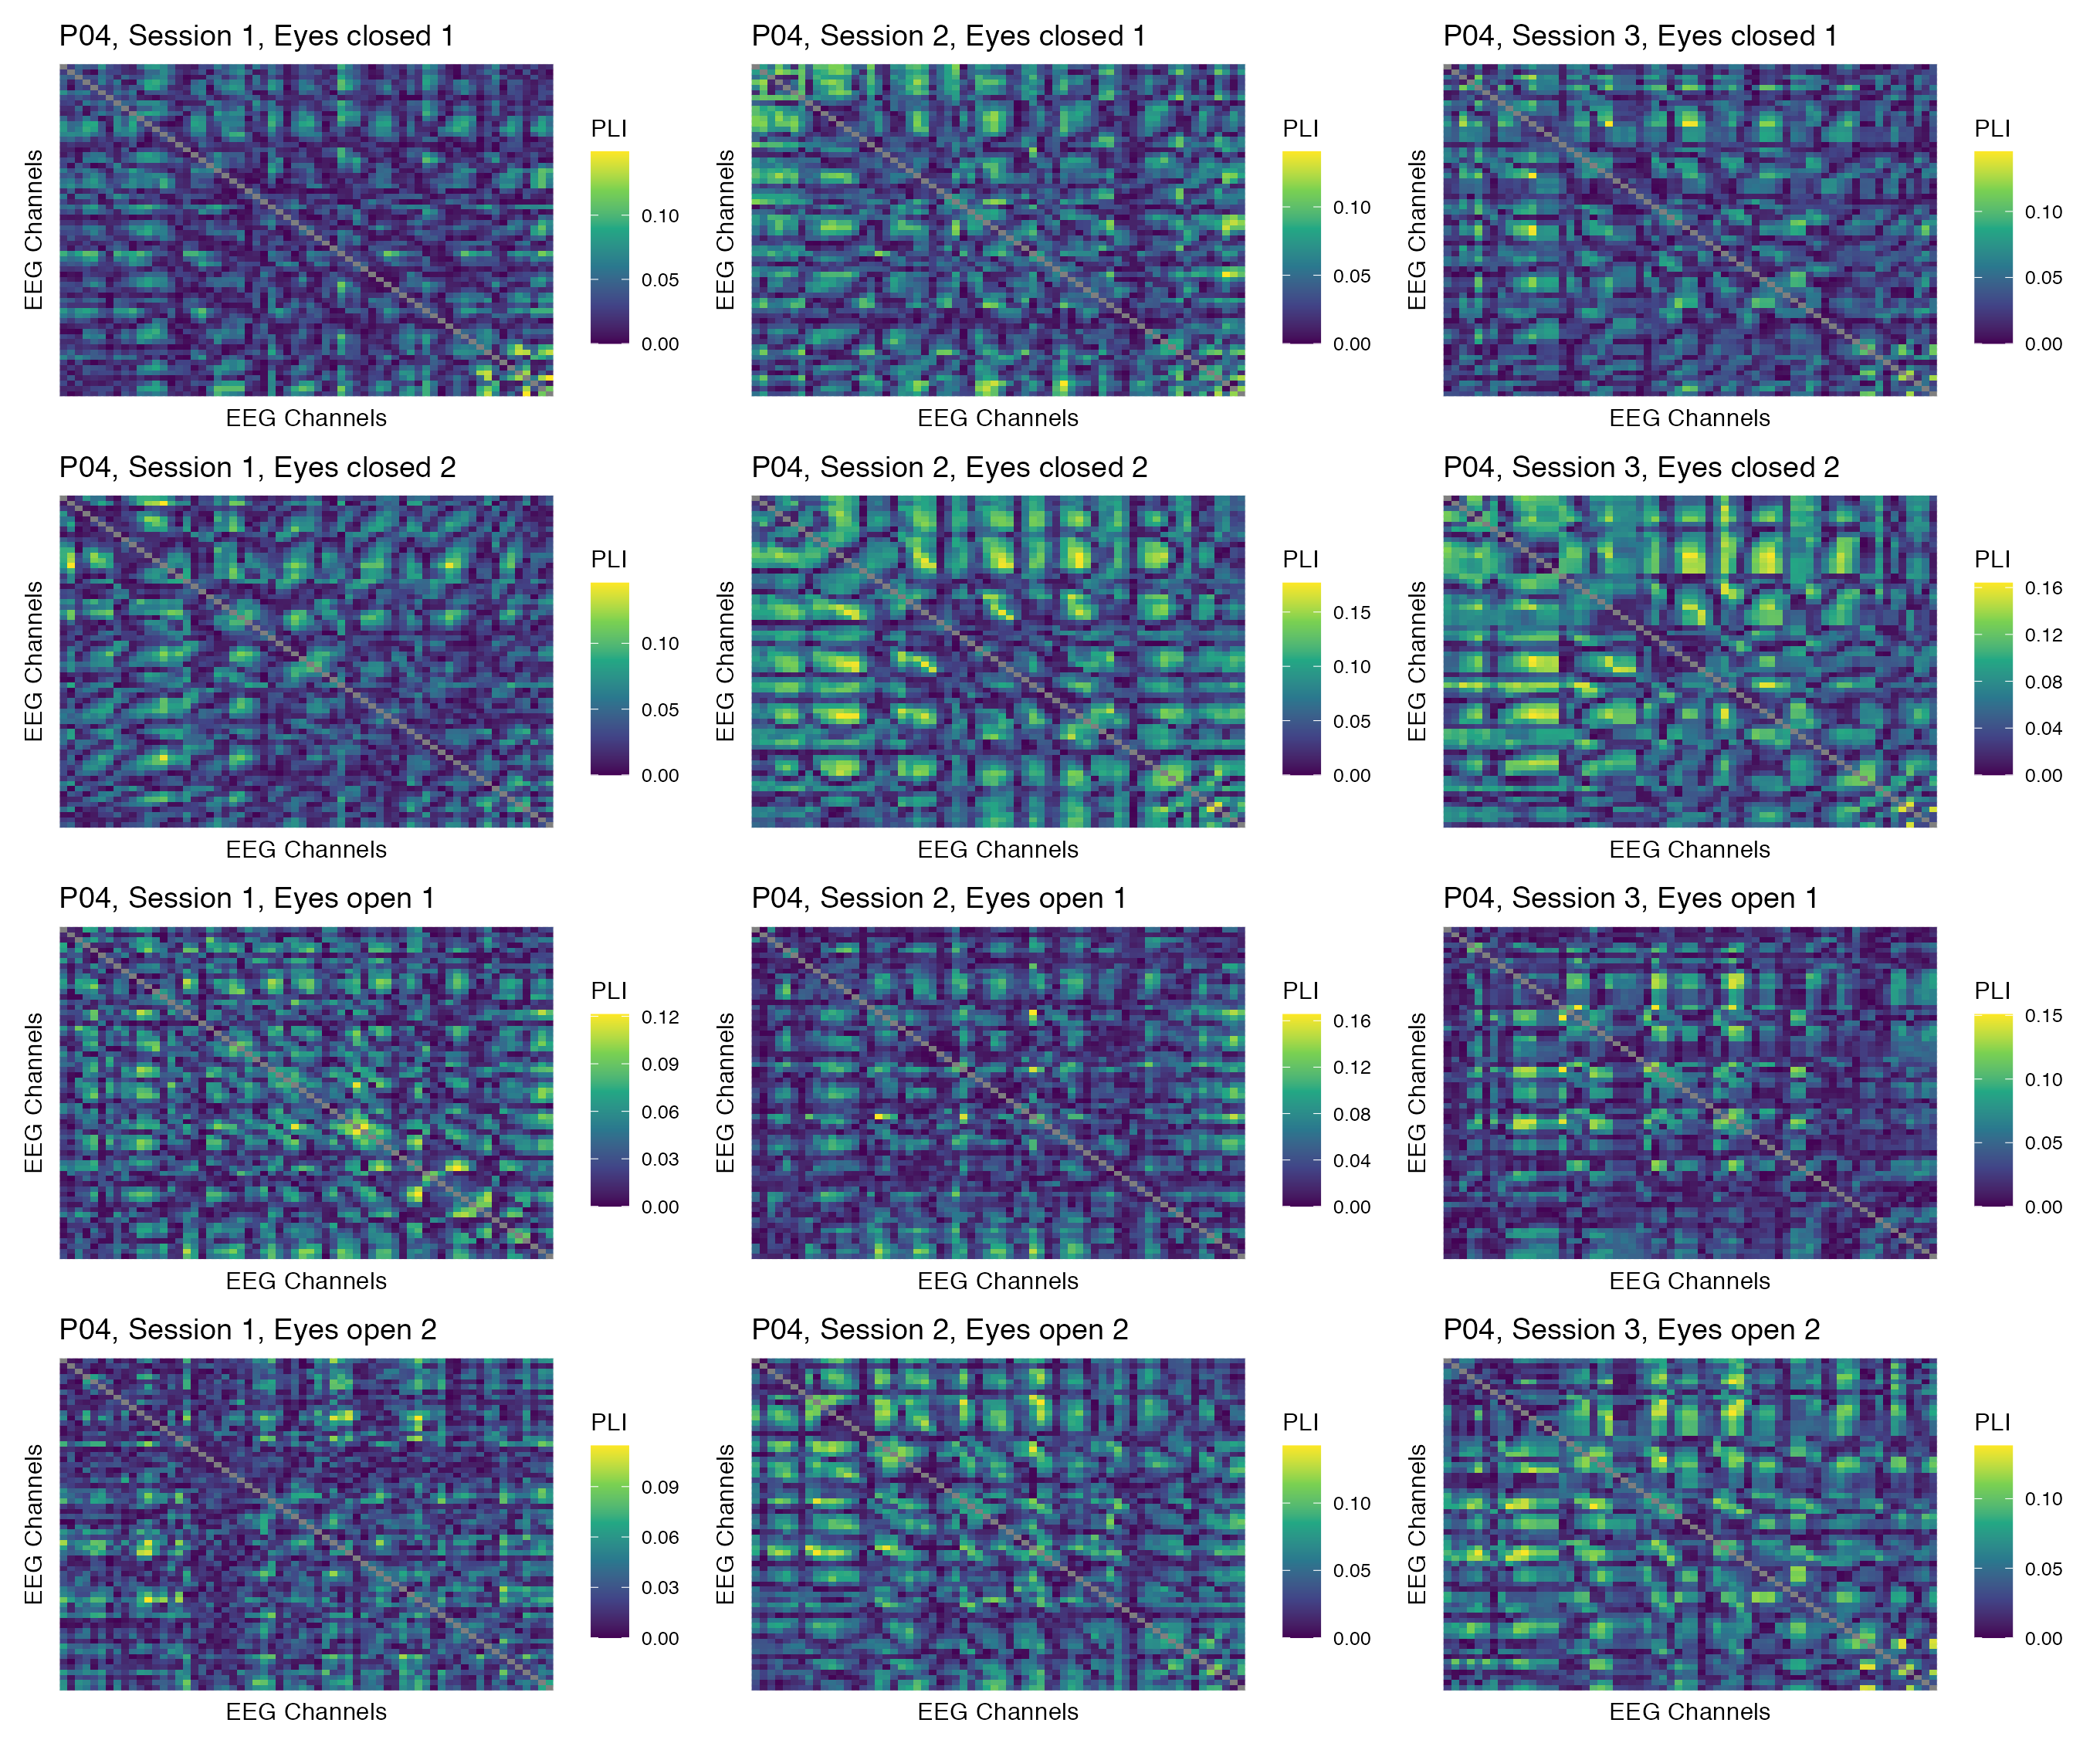 P04, Session 1, Eyes closed 1
EEG Channels
EEG Channels
PLI
0.10
0.05
0.00
P04, Session 2, Eyes closed 1
EEG Channels
EEG Channels
PLI
0.10
0.05
0.00
P04, Session 3, Eyes closed 1
EEG Channels
EEG Channels
PLI
0.10
0.05
0.00
P04, Session 1, Eyes closed 2
EEG Channels
EEG Channels
PLI
0.10
0.05
0.00
P04, Session 2, Eyes closed 2
EEG Channels
EEG Channels
PLI
0.15
0.10
0.05
0.00
P04, Session 3, Eyes closed 2
EEG Channels
EEG Channels
PLI
0.16
0.12
0.08
0.04
0.00
P04, Session 1, Eyes open 1
EEG Channels
EEG Channels
PLI
0.12
0.09
0.06
0.03
0.00
P04, Session 2, Eyes open 1
EEG Channels
EEG Channels
PLI
0.16
0.12
0.08
0.04
0.00
P04, Session 3, Eyes open 1
EEG Channels
EEG Channels
PLI
0.15
0.10
0.05
0.00
P04, Session 1, Eyes open 2
EEG Channels
EEG Channels
PLI
0.09
0.06
0.03
0.00
P04, Session 2, Eyes open 2
EEG Channels
EEG Channels
PLI
0.10
0.05
0.00
P04, Session 3, Eyes open 2
EEG Channels
EEG Channels
PLI
0.10
0.05
0.00